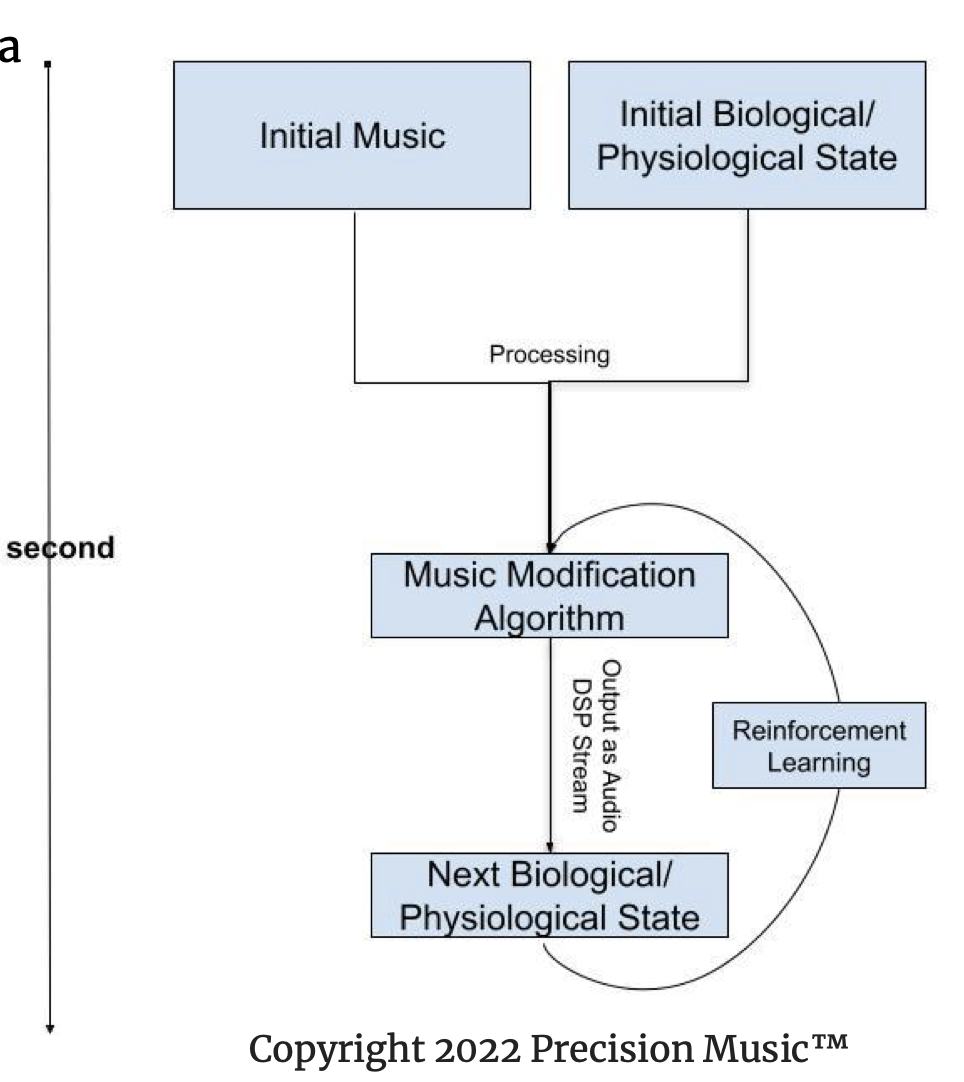 a
Initial Music
Initial Biological/
Physiological State
Processing
second
Music Modification
Algorithm
Output as Audio
DSP Stream
Reinforcement
Learning
Next Biological/
Physiological State
Copyright 2022 Precision Music™